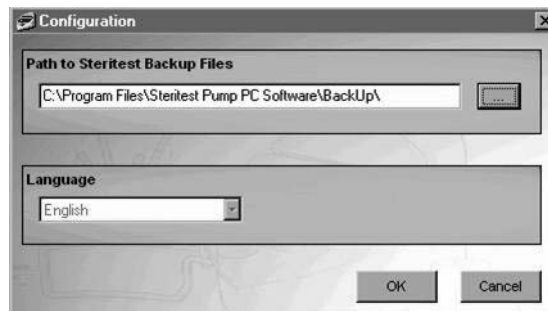 Configuration
Path to Steritest Backup Files
C:\Program Files\Steritest Pump PC Software\BackUp\
...
Language
English
OK Cancel